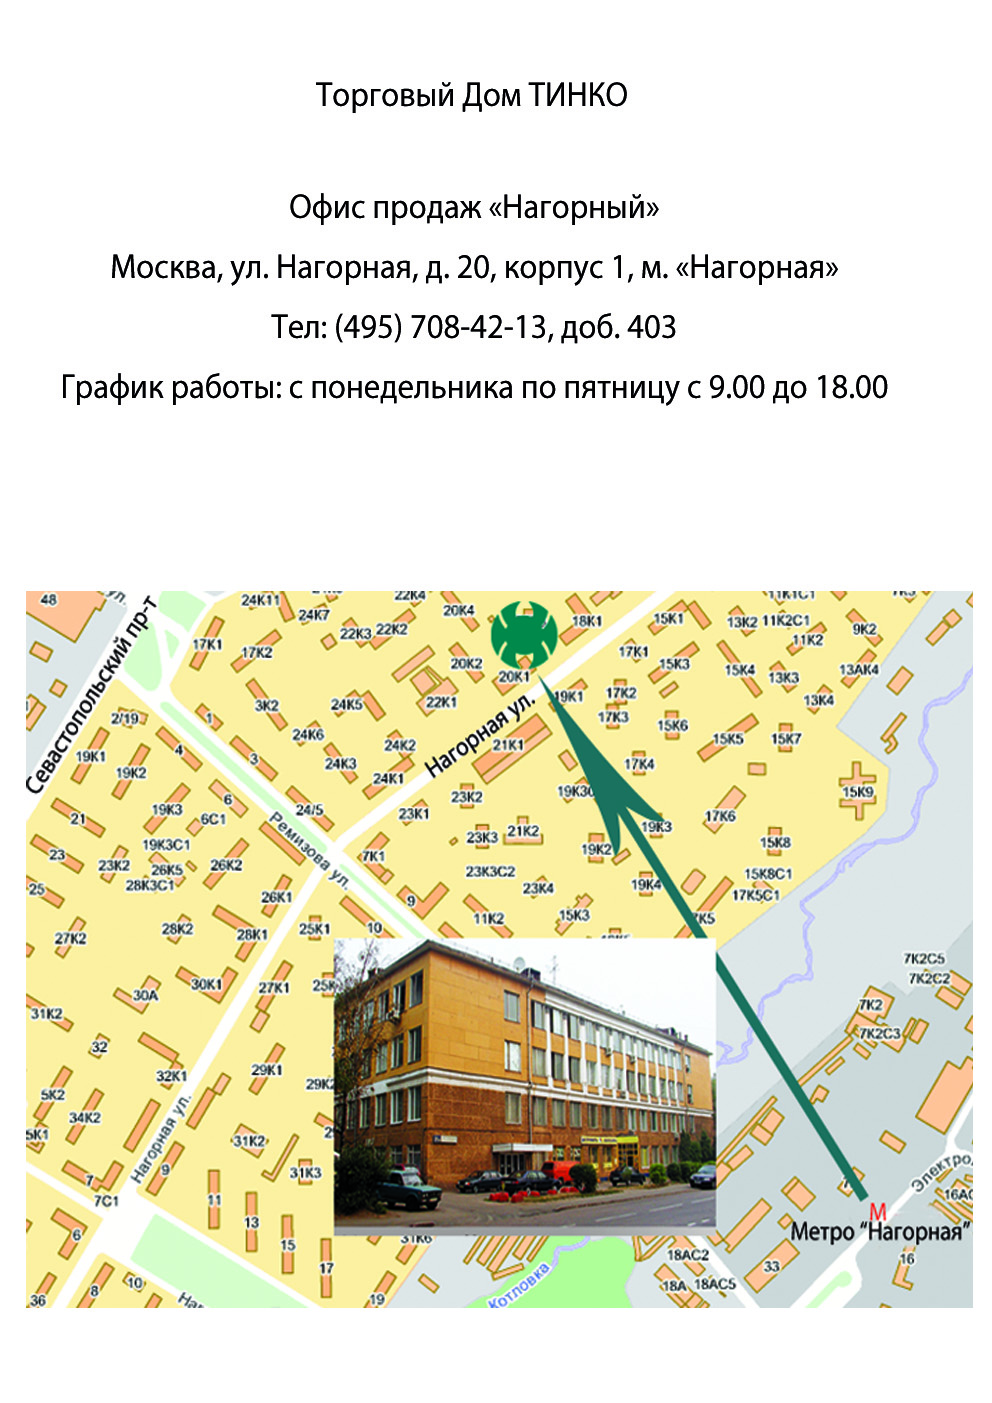 Торговый Дом ТИНКО
Офис продаж «Нагорный»
Москва, ул. Нагорная, д. 20, корпус 1, м. «Нагорная»
Тел: (495) 708-42-13, доб. 403
График работы: с понедельника по пятницу с 9.00 до 18.00
48
ул.
24К11
24К7
22К4
20К4
18К1
15К1
11К1С1
13К2
11К2С1
11К2
9К2
Севастопольский пр-т
17К1
17К2
22К3
22К2
20К2
20К1
17К1
15К3
15К4
13К3
13АК4
13К4
2/19
1
3К2
24К5
22К1
Нагорная ул.
19К1
17К2
17К3
15К6
15К5
15К7
19К1
19К2
4
3
24К6
24К3
24К2
24К1
21К1
17К4
15К9
21
19К3
6С1
6
24/5
23К1
23К2
19К3
17К6
23
19К3С1
23К2
26К5
28К3С1
26К2
Ремизова ул.
7К1
23К3
21К2
19К2
15К8
25
26К1
9
23К3С2
23К4
19К4
15К8С1
17К5С1
27К2
28К2
28К1
25К1
10
11К2
15К3
31К2
30А
30К1
27К1
7К2С5
7К2С2
7К2
7К2С3
32
32К1
29К1
29К2
5К2
34К2
5К1
31К2
31К3
7
7С1
Нагорная ул.
9
11
13
15
17
19
6
8
10
36
31К6
Котловка
18АС2
18А
18АС5
33
16
16АС
Электро
М
Метро “Нагорная”